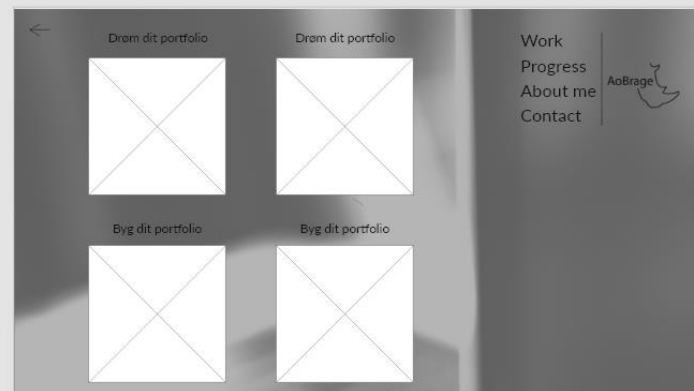 Drøm dit portfolio
Drøm dit portfolio
Byg dit portfolio
Byg dit portfolio
Work
Progress
About me
Contact
AoBrage